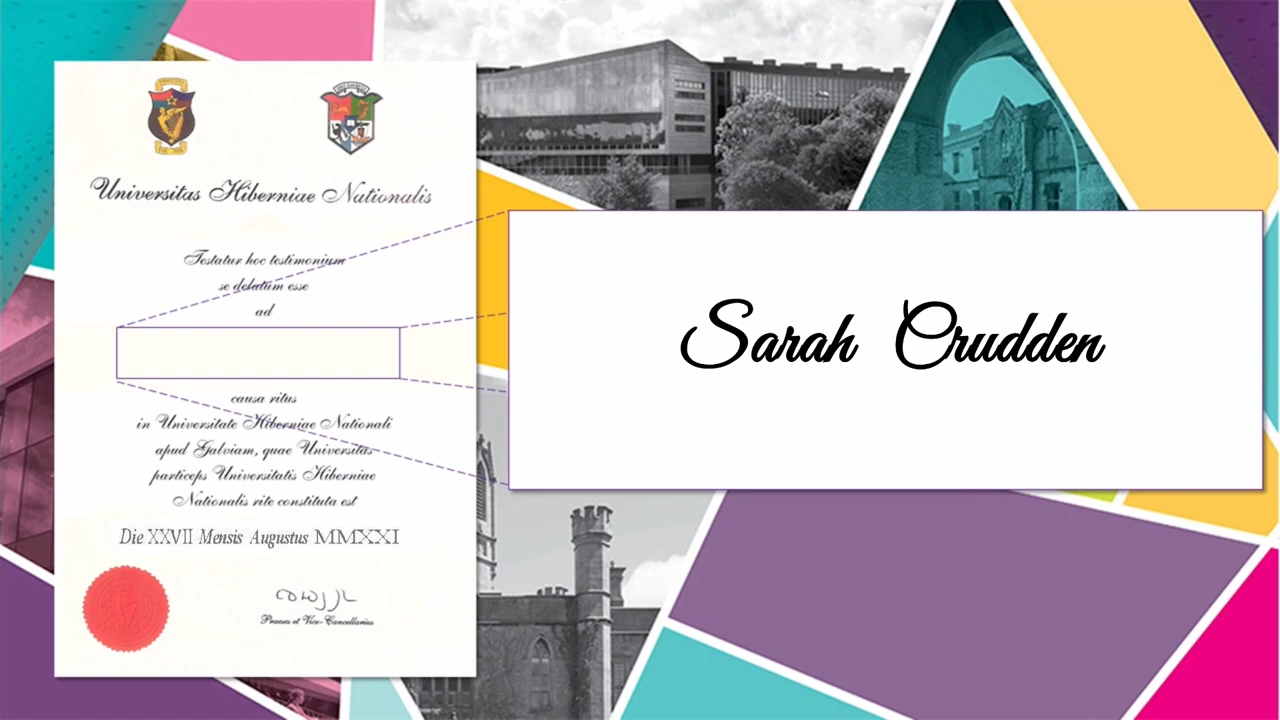 Universitas Hiberniae Nationalis
Testatur hoc testimonium
se delatum esse
ad
causa ritus
in Universitate Hiberniae Nationali
apud Galviam, quae Universitas
particeps Universitatis Hiberniae
Nationalis rite constituta est
Die XXVII Mensis Augustus MMXXI
Praeses et Vice-Cancellarius
Sarah Crudden